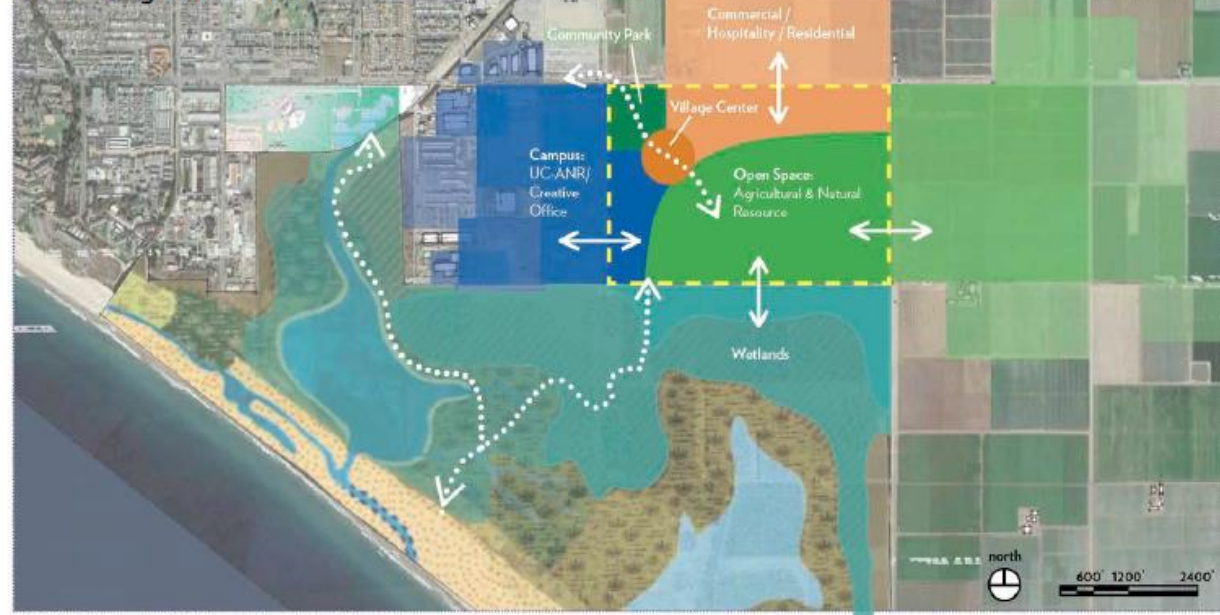 Commercial /
Hospitality / Residential
Community Park
Village Center
Campus:
UC-ANR/
Creative
Office
Open Space:
Agricultural & Natural
Resource
Wetlands
north
600' 1200' 2400'